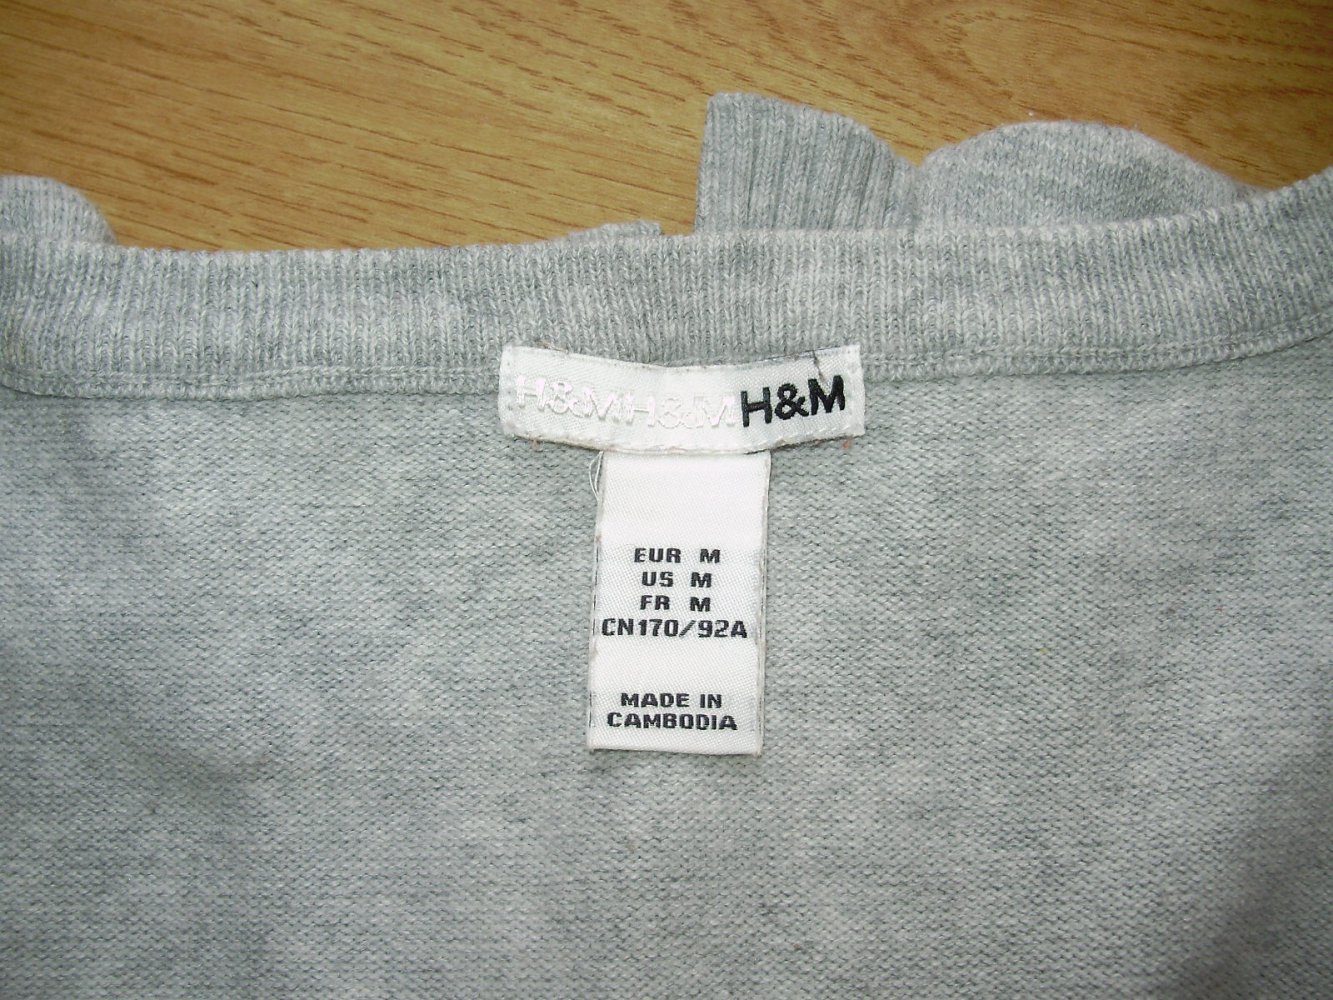 H&MH&MH&M
EUR M
US M
FR M
CN170/92A
MADE IN
CAMBODIA